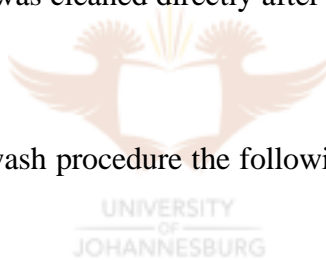 was cleaned directly after
wash procedure the followi
UNIVERSITY
OF
JOHANNESBURG